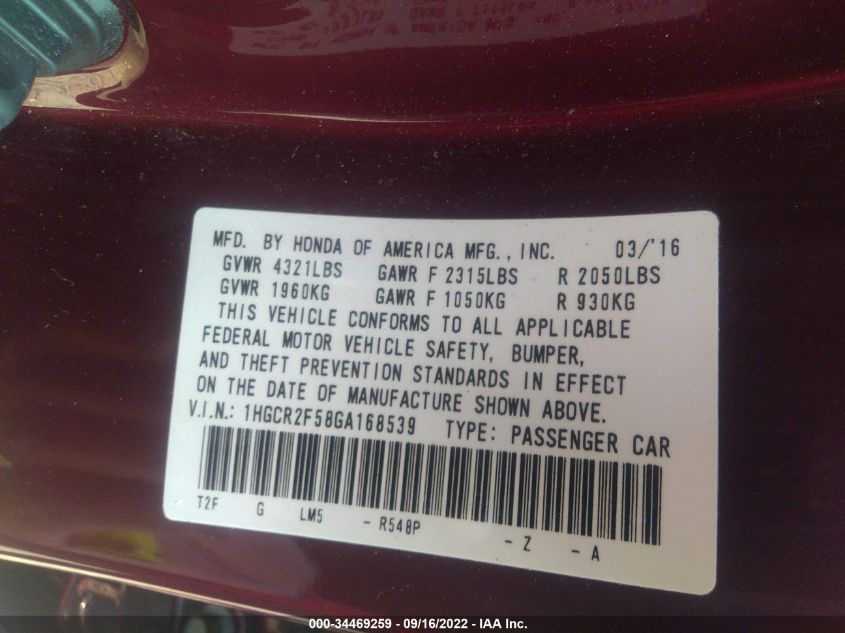 MFD. BY HONDA OF AMERICA MFG., INC. 03/'16
GVWR 4321LBS GAWR F 2315LBS R 2050LBS
GVWR 1960KG GAWR F 1050KG R 930KG
THIS VEHICLE CONFORMS TO ALL APPLICABLE
FEDERAL MOTOR VEHICLE SAFETY, BUMPER,
AND THEFT PREVENTION STANDARDS IN EFFECT
ON THE DATE OF MANUFACTURE SHOWN ABOVE.
V.I.N.: 1HGCR2F58GA168539 TYPE: PASSENGER CAR
T2F G LM5 - R548P - Z - A
000-34469259 - 09/16/2022 - IAA Inc.